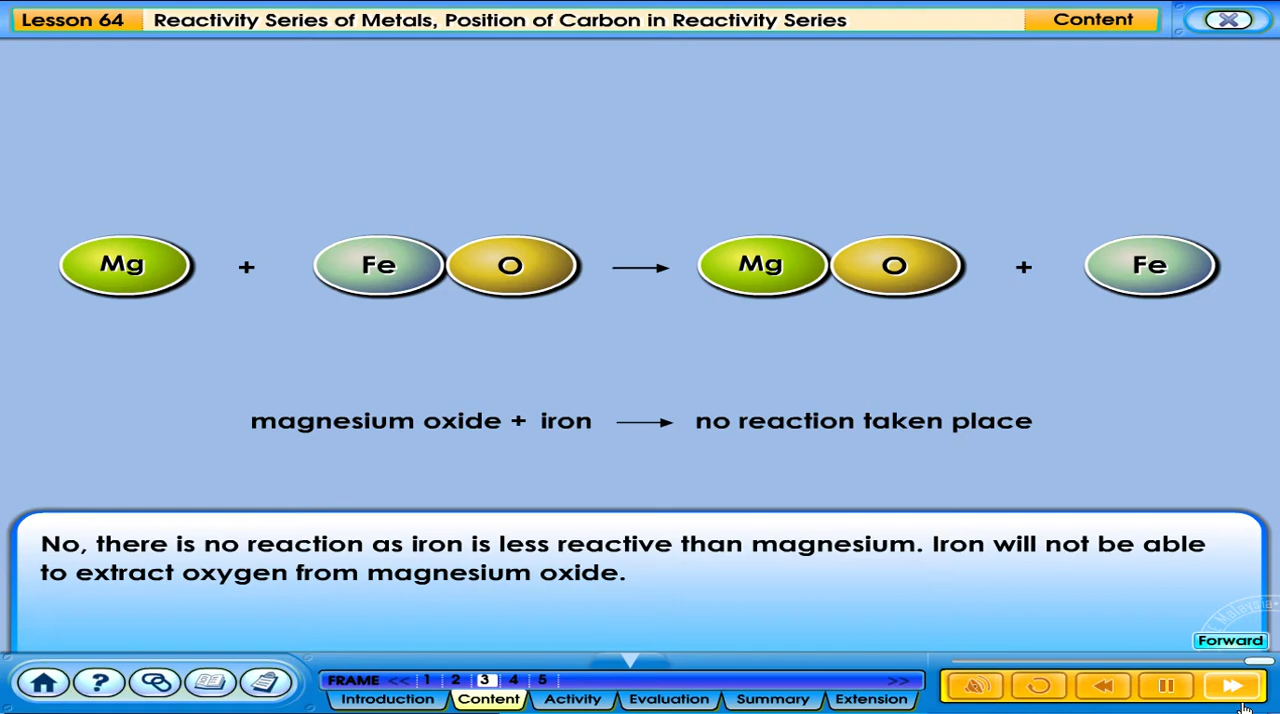 Lesson 64 Reactivity Series of Metals, Position of Carbon in Reactivity Series Content
Mg + Fe O → Mg O + Fe
magnesium oxide + iron → no reaction taken place
No, there is no reaction as iron is less reactive than magnesium. Iron will not be able
to extract oxygen from magnesium oxide.
Forward
FRAME << 1 2 3 4 5 >>
Introduction Content Activity Evaluation Summary Extension